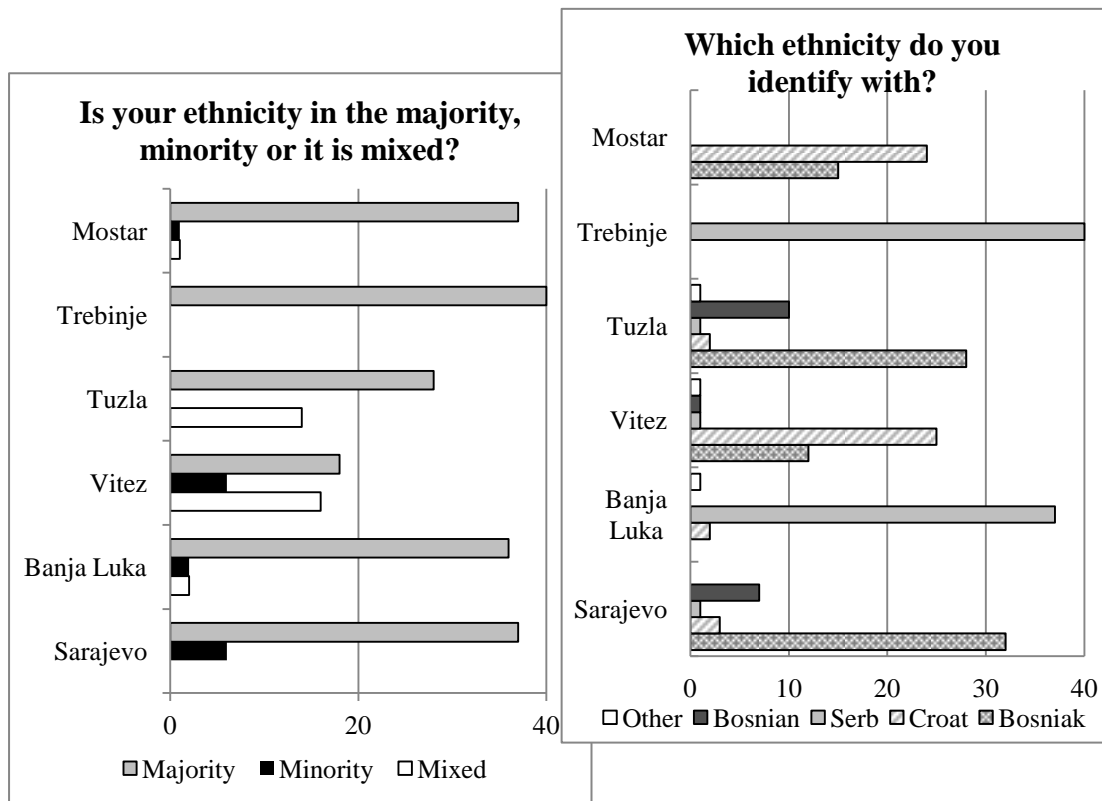 Is your ethnicity in the majority,
minority or it is mixed?
Mostar
Trebinje
Tuzla
Vitez
Banja Luka
Sarajevo
0 20 40
Majority Minority Mixed
Which ethnicity do you
identify with?
Mostar
Trebinje
Tuzla
Vitez
Banja
Luka
Sarajevo
0 10 20 30 40
Other Bosnian Serb Croat Bosniak